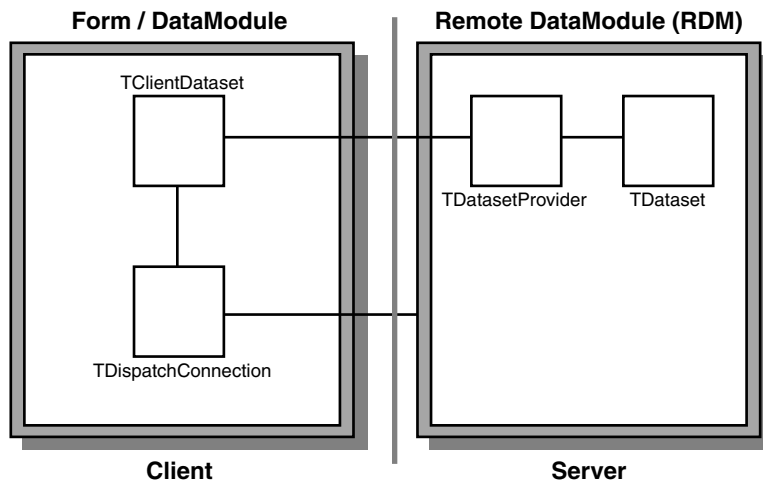 Form / DataModule
Remote DataModule (RDM)
TClientDataset
TDatasetProvider
TDataset
TDispatchConnection
Client
Server